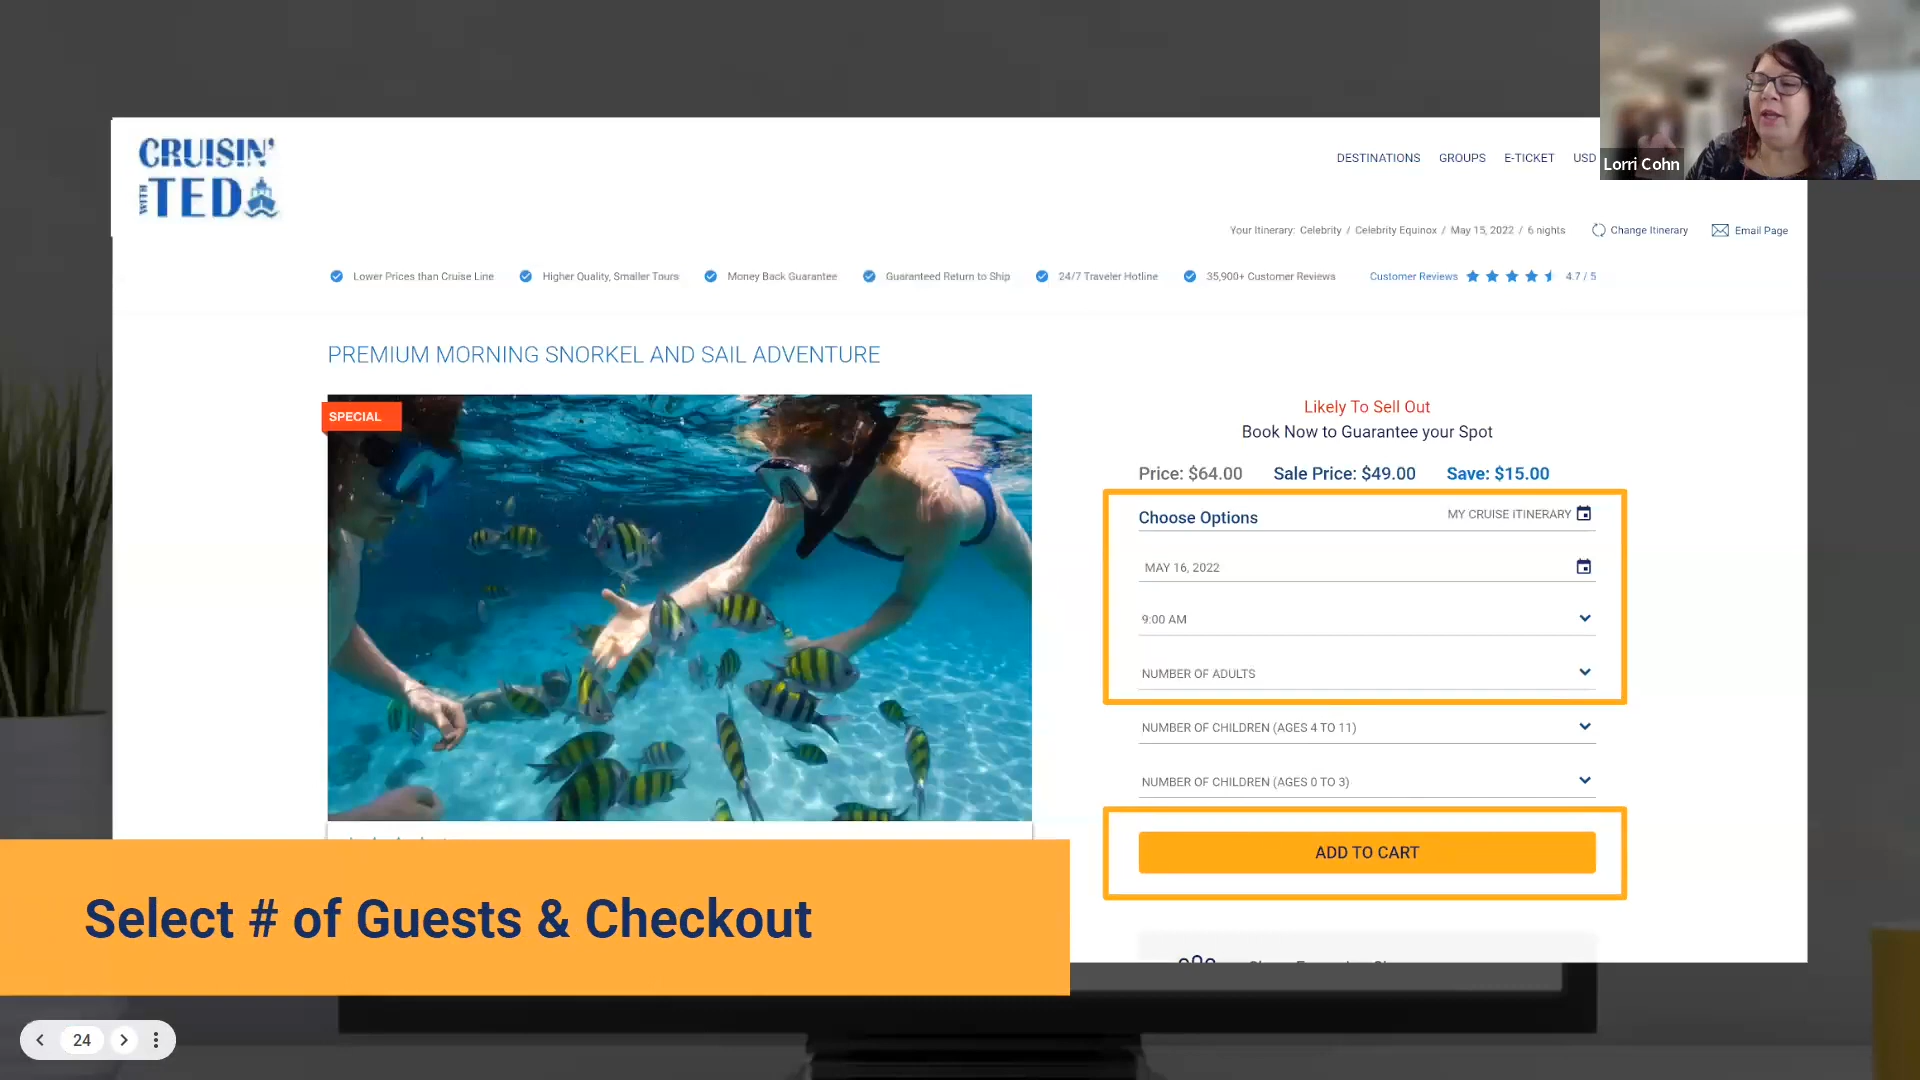 CRUISIN'
WITH TED
DESTINATIONS GROUPS E-TICKET USD
Lorri Cohn
Your Itinerary: Celebrity / Celebrity Equinox / May 15, 2022 / 6 nights Change Itinerary Email Page
Lower Prices than Cruise Line Higher Quality, Smaller Tours Money Back Guarantee Guaranteed Return to Ship 24/7 Traveler Hotline 35,900+ Customer Reviews Customer Reviews 4.7 / 5
PREMIUM MORNING SNORKEL AND SAIL ADVENTURE
SPECIAL
Likely To Sell Out
Book Now to Guarantee your Spot
Price: $64.00 Sale Price: $49.00 Save: $15.00
Choose Options MY CRUISE ITINERARY
MAY 16, 2022
9:00 AM
NUMBER OF ADULTS
NUMBER OF CHILDREN (AGES 4 TO 11)
NUMBER OF CHILDREN (AGES 0 TO 3)
ADD TO CART
Select # of Guests & Checkout
24